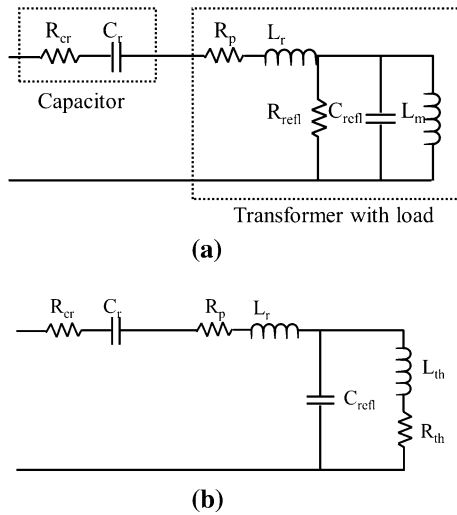 Rcr Cr Rp Lr
Capacitor
Rrefl Crefl Lm
Transformer with load
(a)
Rcr Cr Rp Lr
Crefl Lth
Rth
(b)